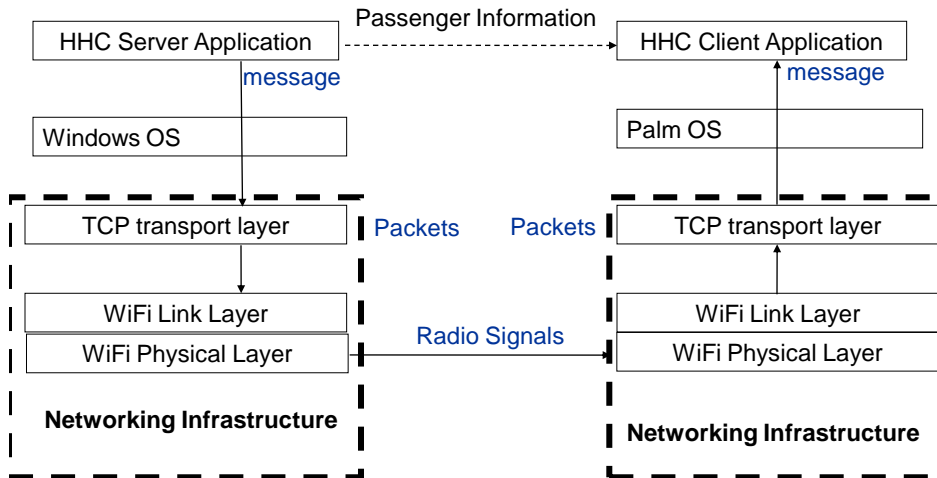 Passenger Information
HHC Server Application
HHC Client Application
message
message
Windows OS
Palm OS
TCP transport layer
Packets
Packets
TCP transport layer
WiFi Link Layer
WiFi Link Layer
WiFi Physical Layer
Radio Signals
WiFi Physical Layer
Networking Infrastructure
Networking Infrastructure